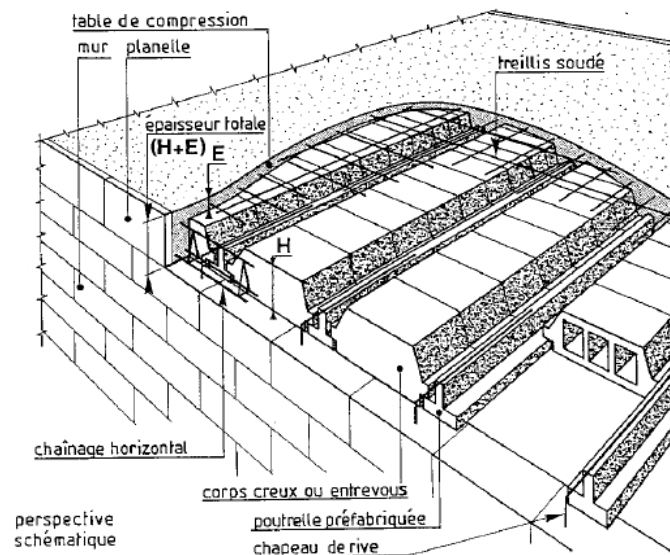 table de compression
mur planelle
treillis soudé
epaisseur totale
(H+E) E
H
chaînage horizontal
corps creux ou entrevous
poutrelle préfabriquée
chapeau de rive
perspective
schématique